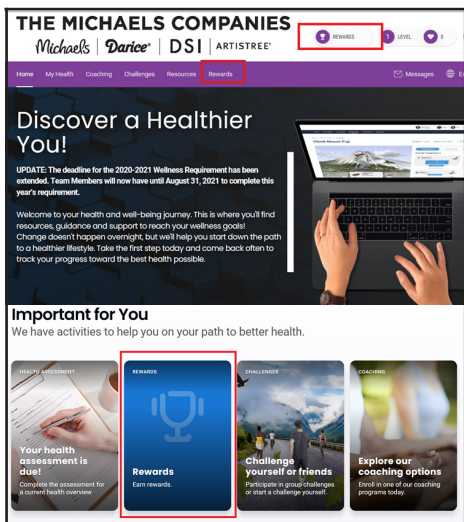 THE MICHAELS COMPANIES
Michaels Darice® DSI ARTISTREE®
REWARDS LEVEL 0
Home My Health Coaching Challenges Resources Rewards Messages
Discover a Healthier
You!
UPDATE: The deadline for the 2020-2021 Wellness Requirement has been
extended. Team Members will now have until August 31, 2021 to complete this
year's requirement.
Welcome to your health and well-being journey. This is where you'll find
resources, guidance and support to reach your wellness goals!
Change doesn't happen overnight, but we'll help you start down the path
to a healthier lifestyle. Take the first step today and come back often to
track your progress toward the best health possible.
Important for You
We have activities to help you on your path to better health.
HEALTH ASSESSMENT
Your health
assessment is
due!
Complete the assessment for
a current health overview
REWARDS
Rewards
Earn rewards.
CHALLENGES
Challenge
yourself or friends
Participate in group challenges
or start a challenge yourself.
COACHING
Explore our
coaching options
Enroll in one of our coaching
programs today.